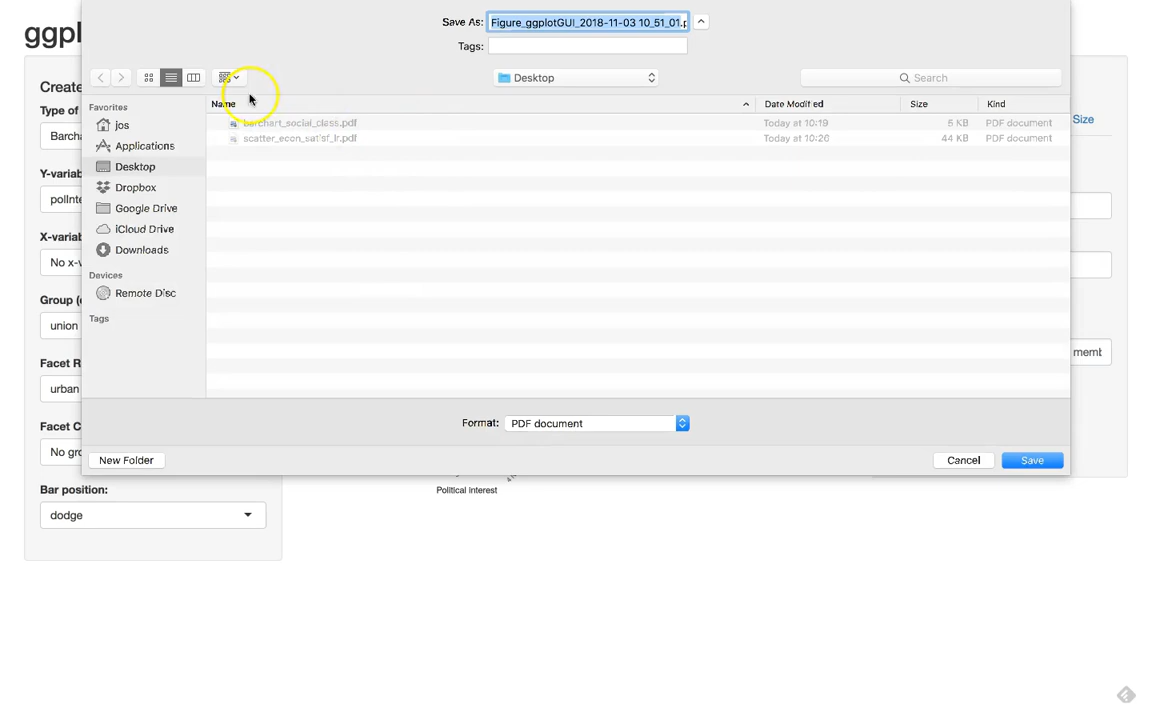 ggpl
Save As: Figure_ggplotGUI_2018-11-03 10_51_01.p
Tags:
Desktop
Search
Create
Favorites
Name
Date Modified
Size
Kind
Type of
jos
barchart_social_class.pdf
Today at 10:19
5 KB
PDF document
Size
Barcha
Applications
scatter_econ_satisf_lr.pdf
Today at 10:20
44 KB
PDF document
Y-variab
Desktop
pollnte
Dropbox
Google Drive
X-variab
iCloud Drive
No x-v
Downloads
Devices
Group (
Remote Disc
union
Tags
memb
Facet R
urban
Facet C
Format: PDF document
No gro
New Folder
Cancel
Save
Bar position:
Political interest
dodge